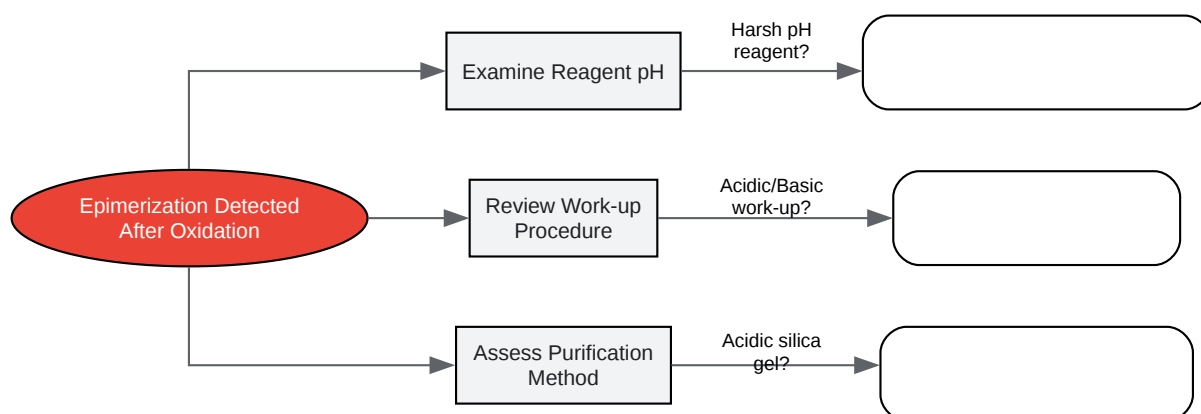 Harsh pH
reagent?
Examine Reagent pH
Epimerization Detected
After Oxidation
Review Work-up
Procedure
Acidic/Basic
work-up?
Assess Purification
Method
Acidic silica
gel?